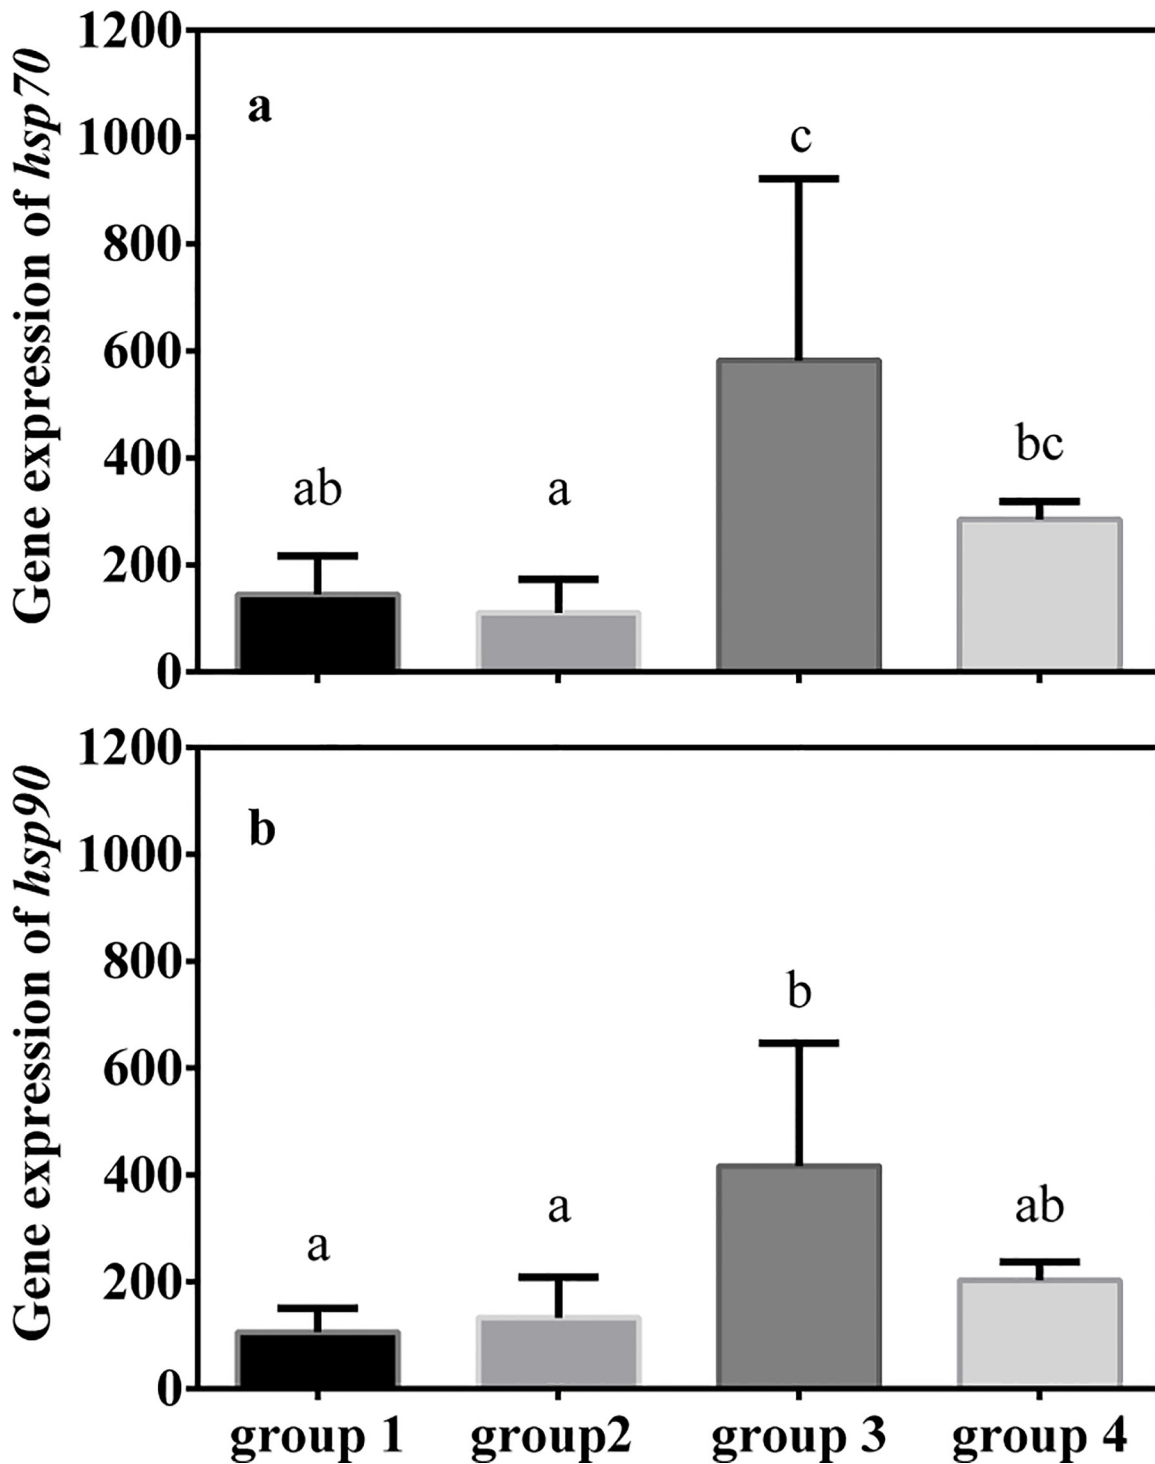 Gene expression of hsp70
1200
1000
800
600
400
200
0
a
ab
a
c
bc
Gene expression of hsp90
1200
1000
800
600
400
200
0
b
a
a
b
ab
group 1
group2
group 3
group 4